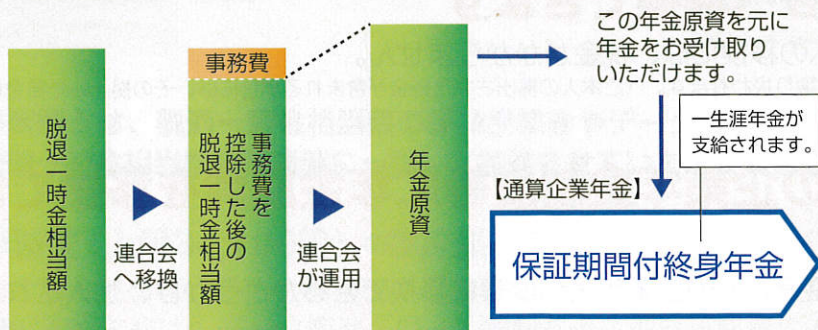 脱退一時金相当額
連合会
へ移換
事務費
事務費を
控除した後の
脱退一時金相当額
連合会
が運用
年金原資
この年金原資を元に
年金をお受け取り
いただけます。
一生涯年金が
支給されます。
【通算企業年金】
保証期間付終身年金